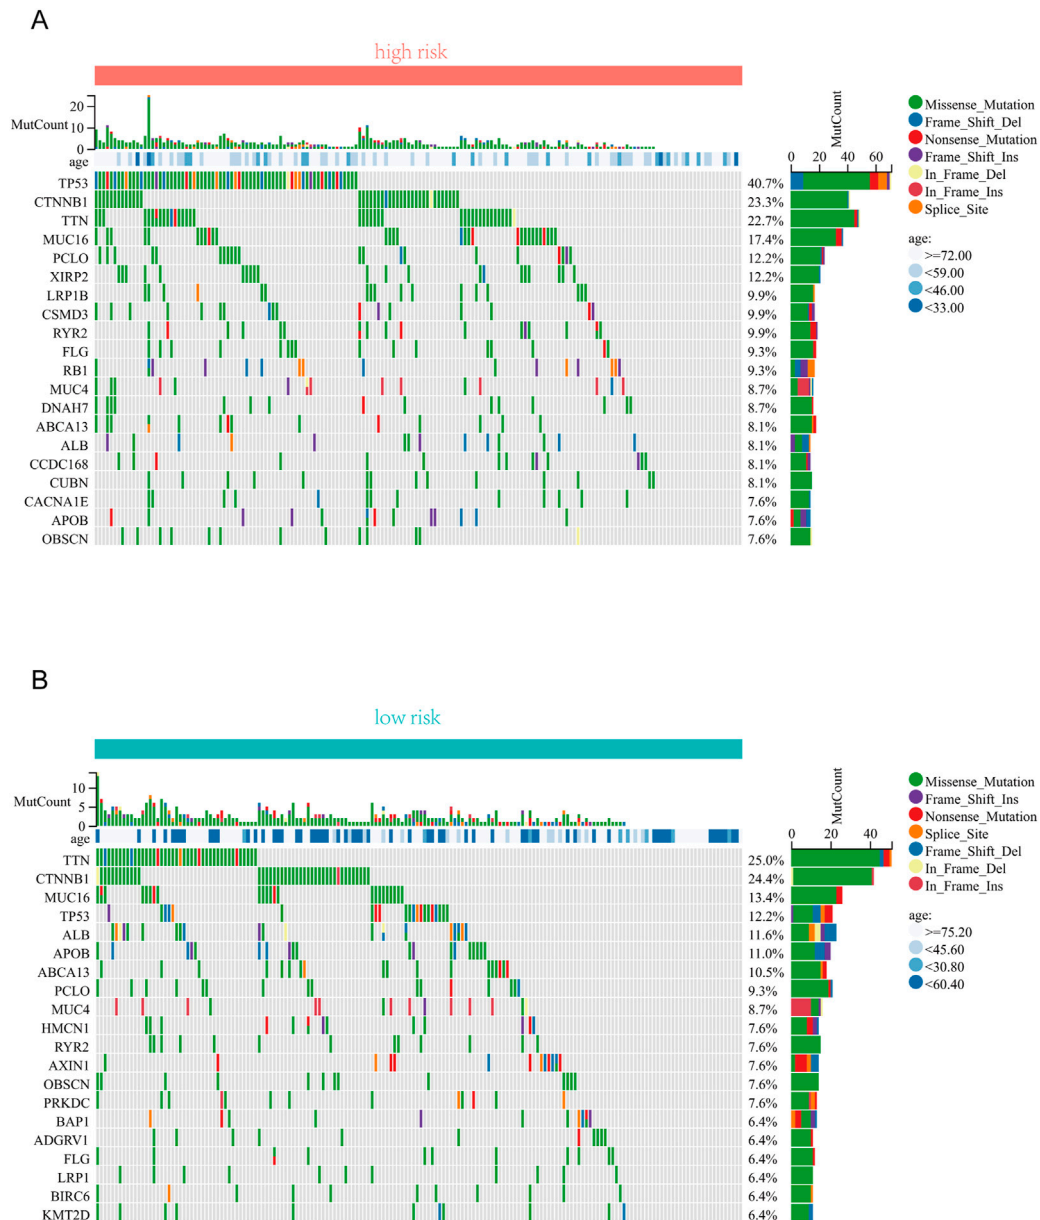 A
high risk
MutCount
20
10
0
age
MutCount
0 20 40 60
TP53 40.7%
CTNNB1 23.3%
TTN 22.7%
MUC16 17.4%
PCLO 12.2%
XIRP2 12.2%
LRP1B 9.9%
CSMD3 9.9%
RYR2 9.9%
FLG 9.3%
RB1 9.3%
MUC4 8.7%
DNAH7 8.7%
ABCA13 8.1%
ALB 8.1%
CCDC168 8.1%
CUBN 8.1%
CACNA1E 7.6%
APOB 7.6%
OBSCN 7.6%
Missense_Mutation
Frame_Shift_Del
Nonsense_Mutation
Frame_Shift_Ins
In_Frame_Del
In_Frame_Ins
Splice_Site
age:
>=72.00
<59.00
<46.00
<33.00
B
low risk
MutCount
10
5
0
age
MutCount
0 20 40
TTN 25.0%
CTNNB1 24.4%
MUC16 13.4%
TP53 12.2%
ALB 11.6%
APOB 11.0%
ABCA13 10.5%
PCLO 9.3%
MUC4 8.7%
HMCN1 7.6%
RYR2 7.6%
AXIN1 7.6%
OBSCN 7.6%
PRKDC 7.6%
BAP1 6.4%
ADGRV1 6.4%
FLG 6.4%
LRP1 6.4%
BIRC6 6.4%
KMT2D 6.4%
Missense_Mutation
Frame_Shift_Ins
Nonsense_Mutation
Splice_Site
Frame_Shift_Del
In_Frame_Del
In_Frame_Ins
age:
>=75.20
<45.60
<30.80
<60.40